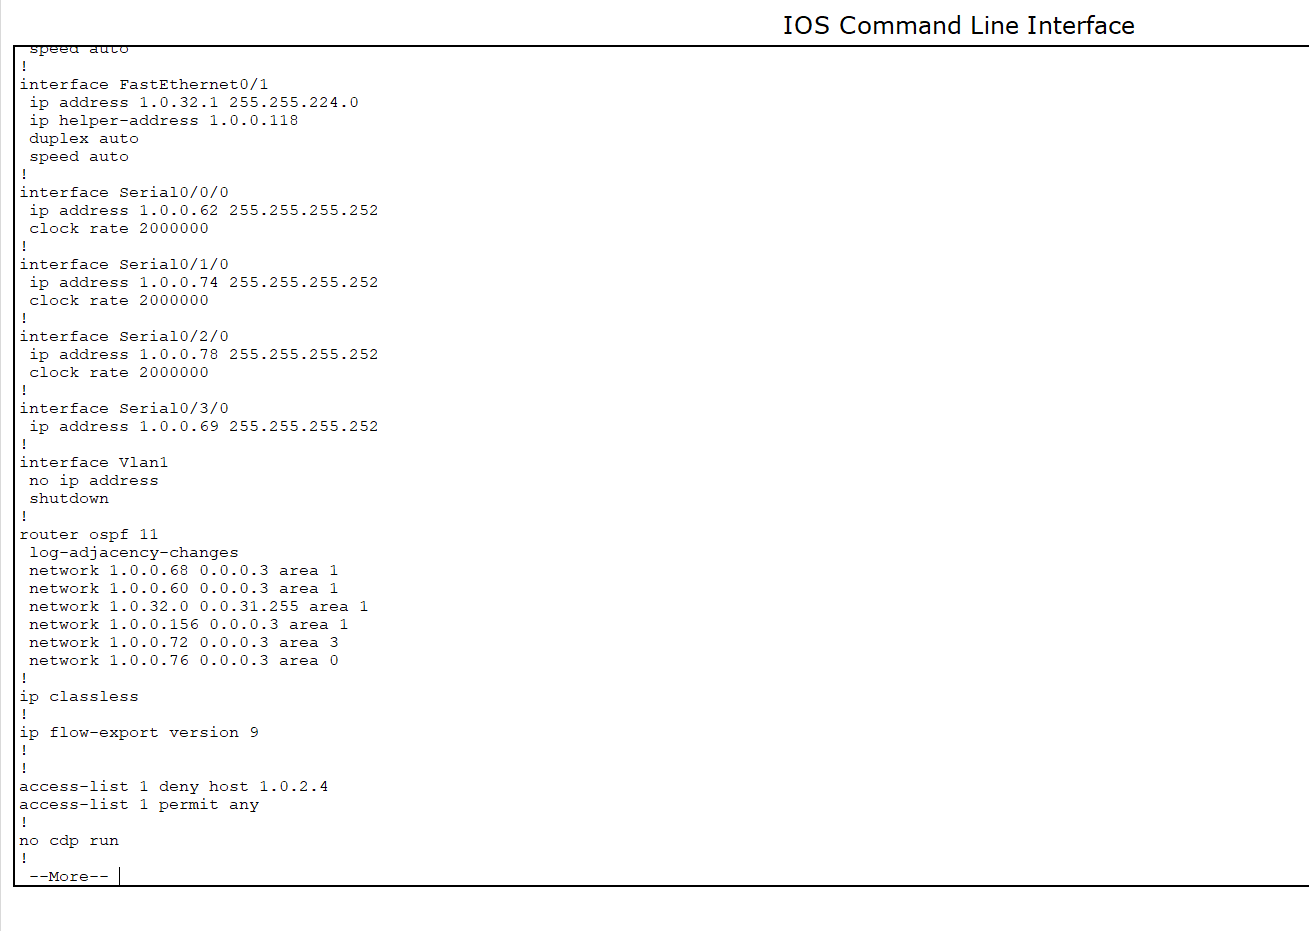 IOS Command Line Interface
speed auto
!
interface FastEthernet0/1
ip address 1.0.32.1 255.255.224.0
ip helper-address 1.0.0.118
duplex auto
speed auto
!
interface Serial0/0/0
ip address 1.0.0.62 255.255.255.252
clock rate 2000000
!
interface Serial0/1/0
ip address 1.0.0.74 255.255.255.252
clock rate 2000000
!
interface Serial0/2/0
ip address 1.0.0.78 255.255.255.252
clock rate 2000000
!
interface Serial0/3/0
ip address 1.0.0.69 255.255.255.252
!
interface Vlan1
no ip address
shutdown
!
router ospf 11
log-adjacency-changes
network 1.0.0.68 0.0.0.3 area 1
network 1.0.0.60 0.0.0.3 area 1
network 1.0.32.0 0.0.31.255 area 1
network 1.0.0.156 0.0.0.3 area 1
network 1.0.0.72 0.0.0.3 area 3
network 1.0.0.76 0.0.0.3 area 0
!
ip classless
!
ip flow-export version 9
!
!
access-list 1 deny host 1.0.2.4
access-list 1 permit any
!
no cdp run
!
--More--